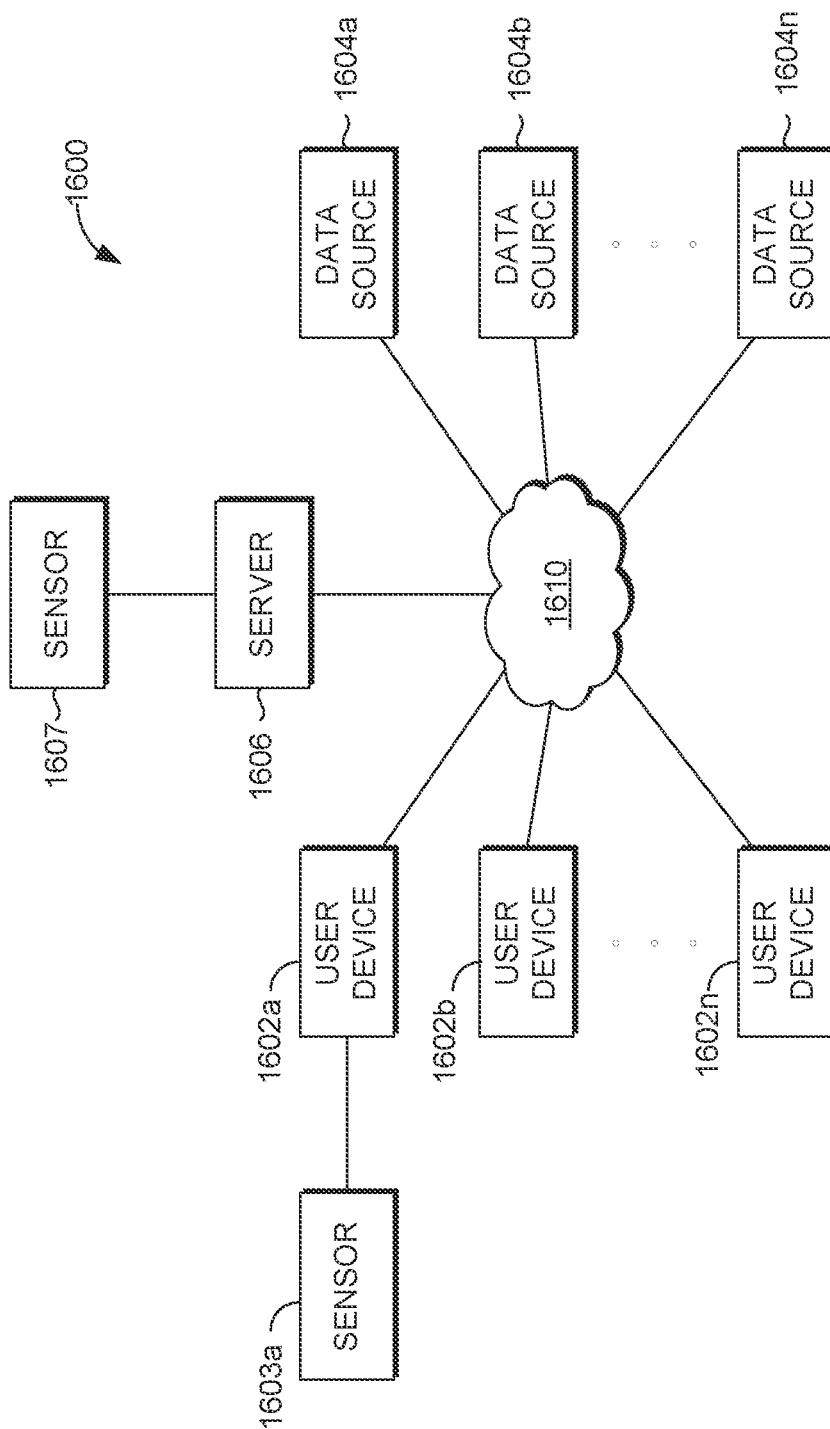 1600
SENSOR
1607
SERVER
1606
1603a
SENSOR
1602a
USER
DEVICE
1602b
USER
DEVICE
1602n
USER
DEVICE
1610
DATA
SOURCE
1604a
DATA
SOURCE
1604b
DATA
SOURCE
1604n